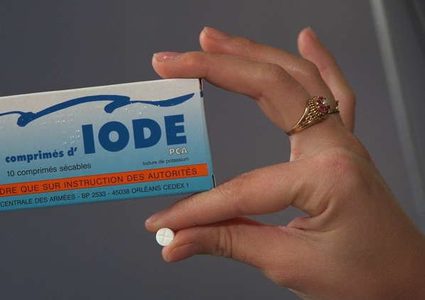 comprimés d'IODE
PCA
10 comprimés sécables
Iodure de potassium
DRE QUE SUR INSTRUCTION DES AUTORITÉS
CENTRALE DES ARMÉES - BP 2533 - 45038 ORLÉANS CEDEX 1